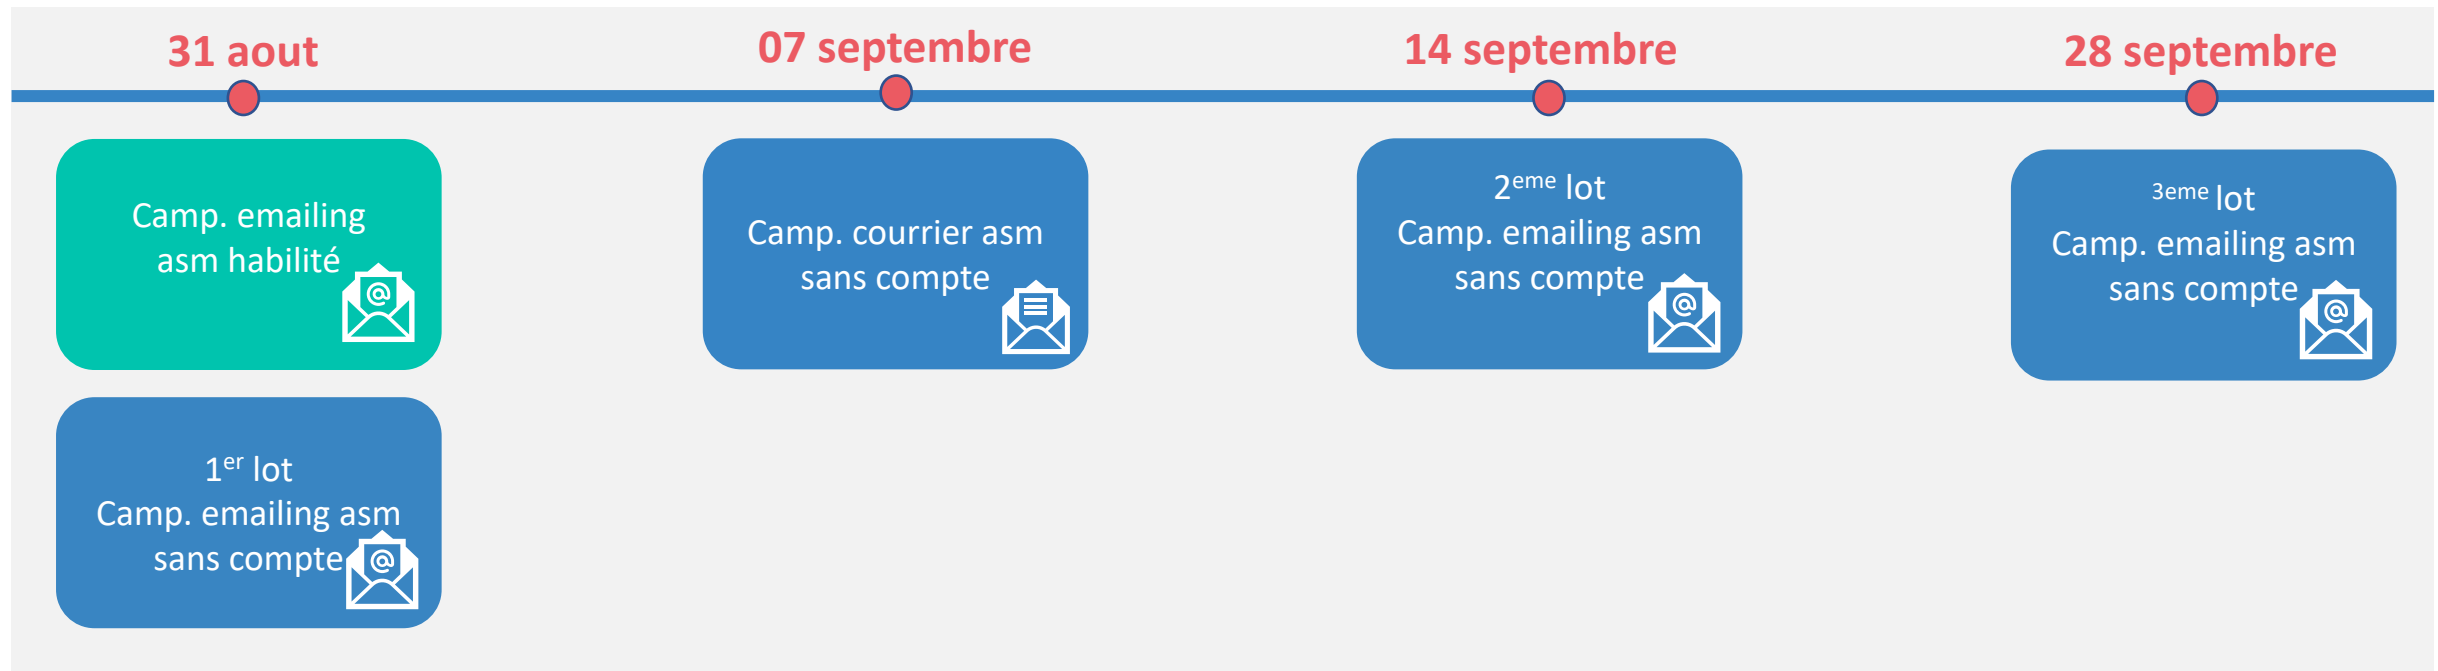 31 aout
07 septembre
14 septembre
28 septembre
Camp. emailing
asm habilité
Camp. courrier asm
sans compte
2eme lot
Camp. emailing asm
sans compte
3eme lot
Camp. emailing asm
sans compte
1er lot
Camp. emailing asm
sans compte